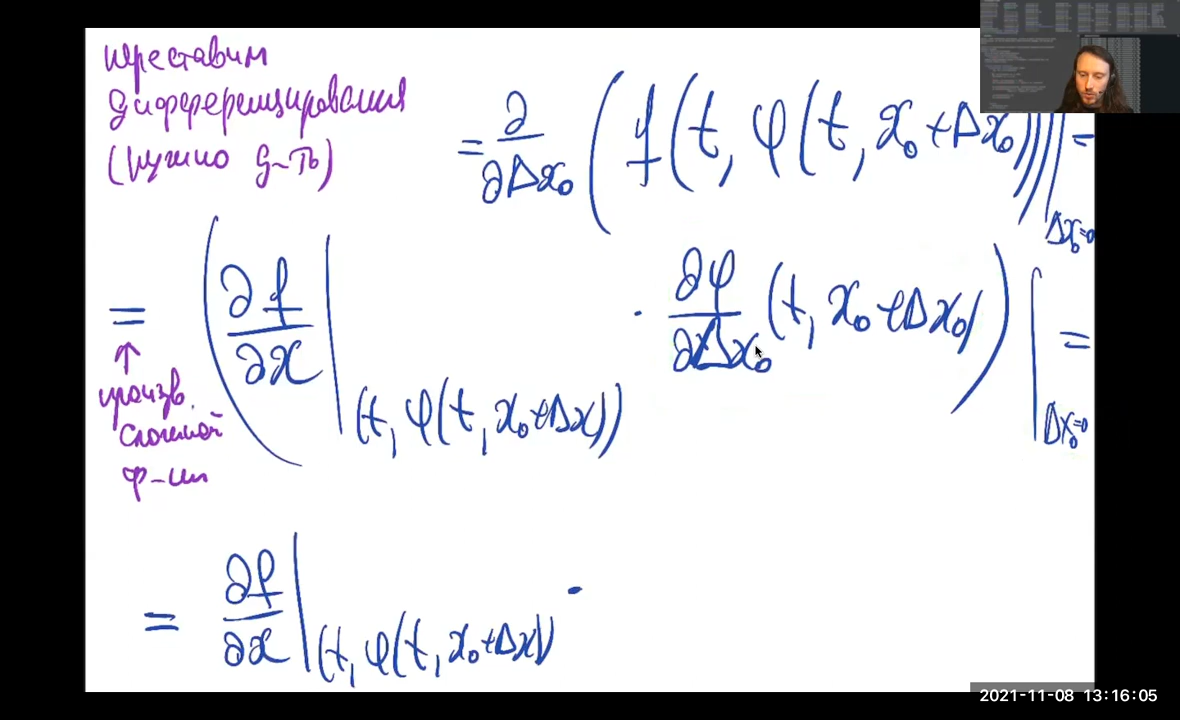 переставим
дифференцирования
(нужно д-ть)
= ∂/∂Δx₀ ( f(t, φ(t, x₀+Δx₀))) |_{Δx₀=0} =
= ( ∂f/∂x |_{(t, φ(t, x₀+Δx))} · ∂φ/∂Δx₀ (t, x₀+Δx₀) ) |_{Δx₀=0} =
↑
произв.
сложной
ф-ии
= ∂f/∂x |_{(t, φ(t, x₀+Δx))} ·
2021-11-08 13:16:05